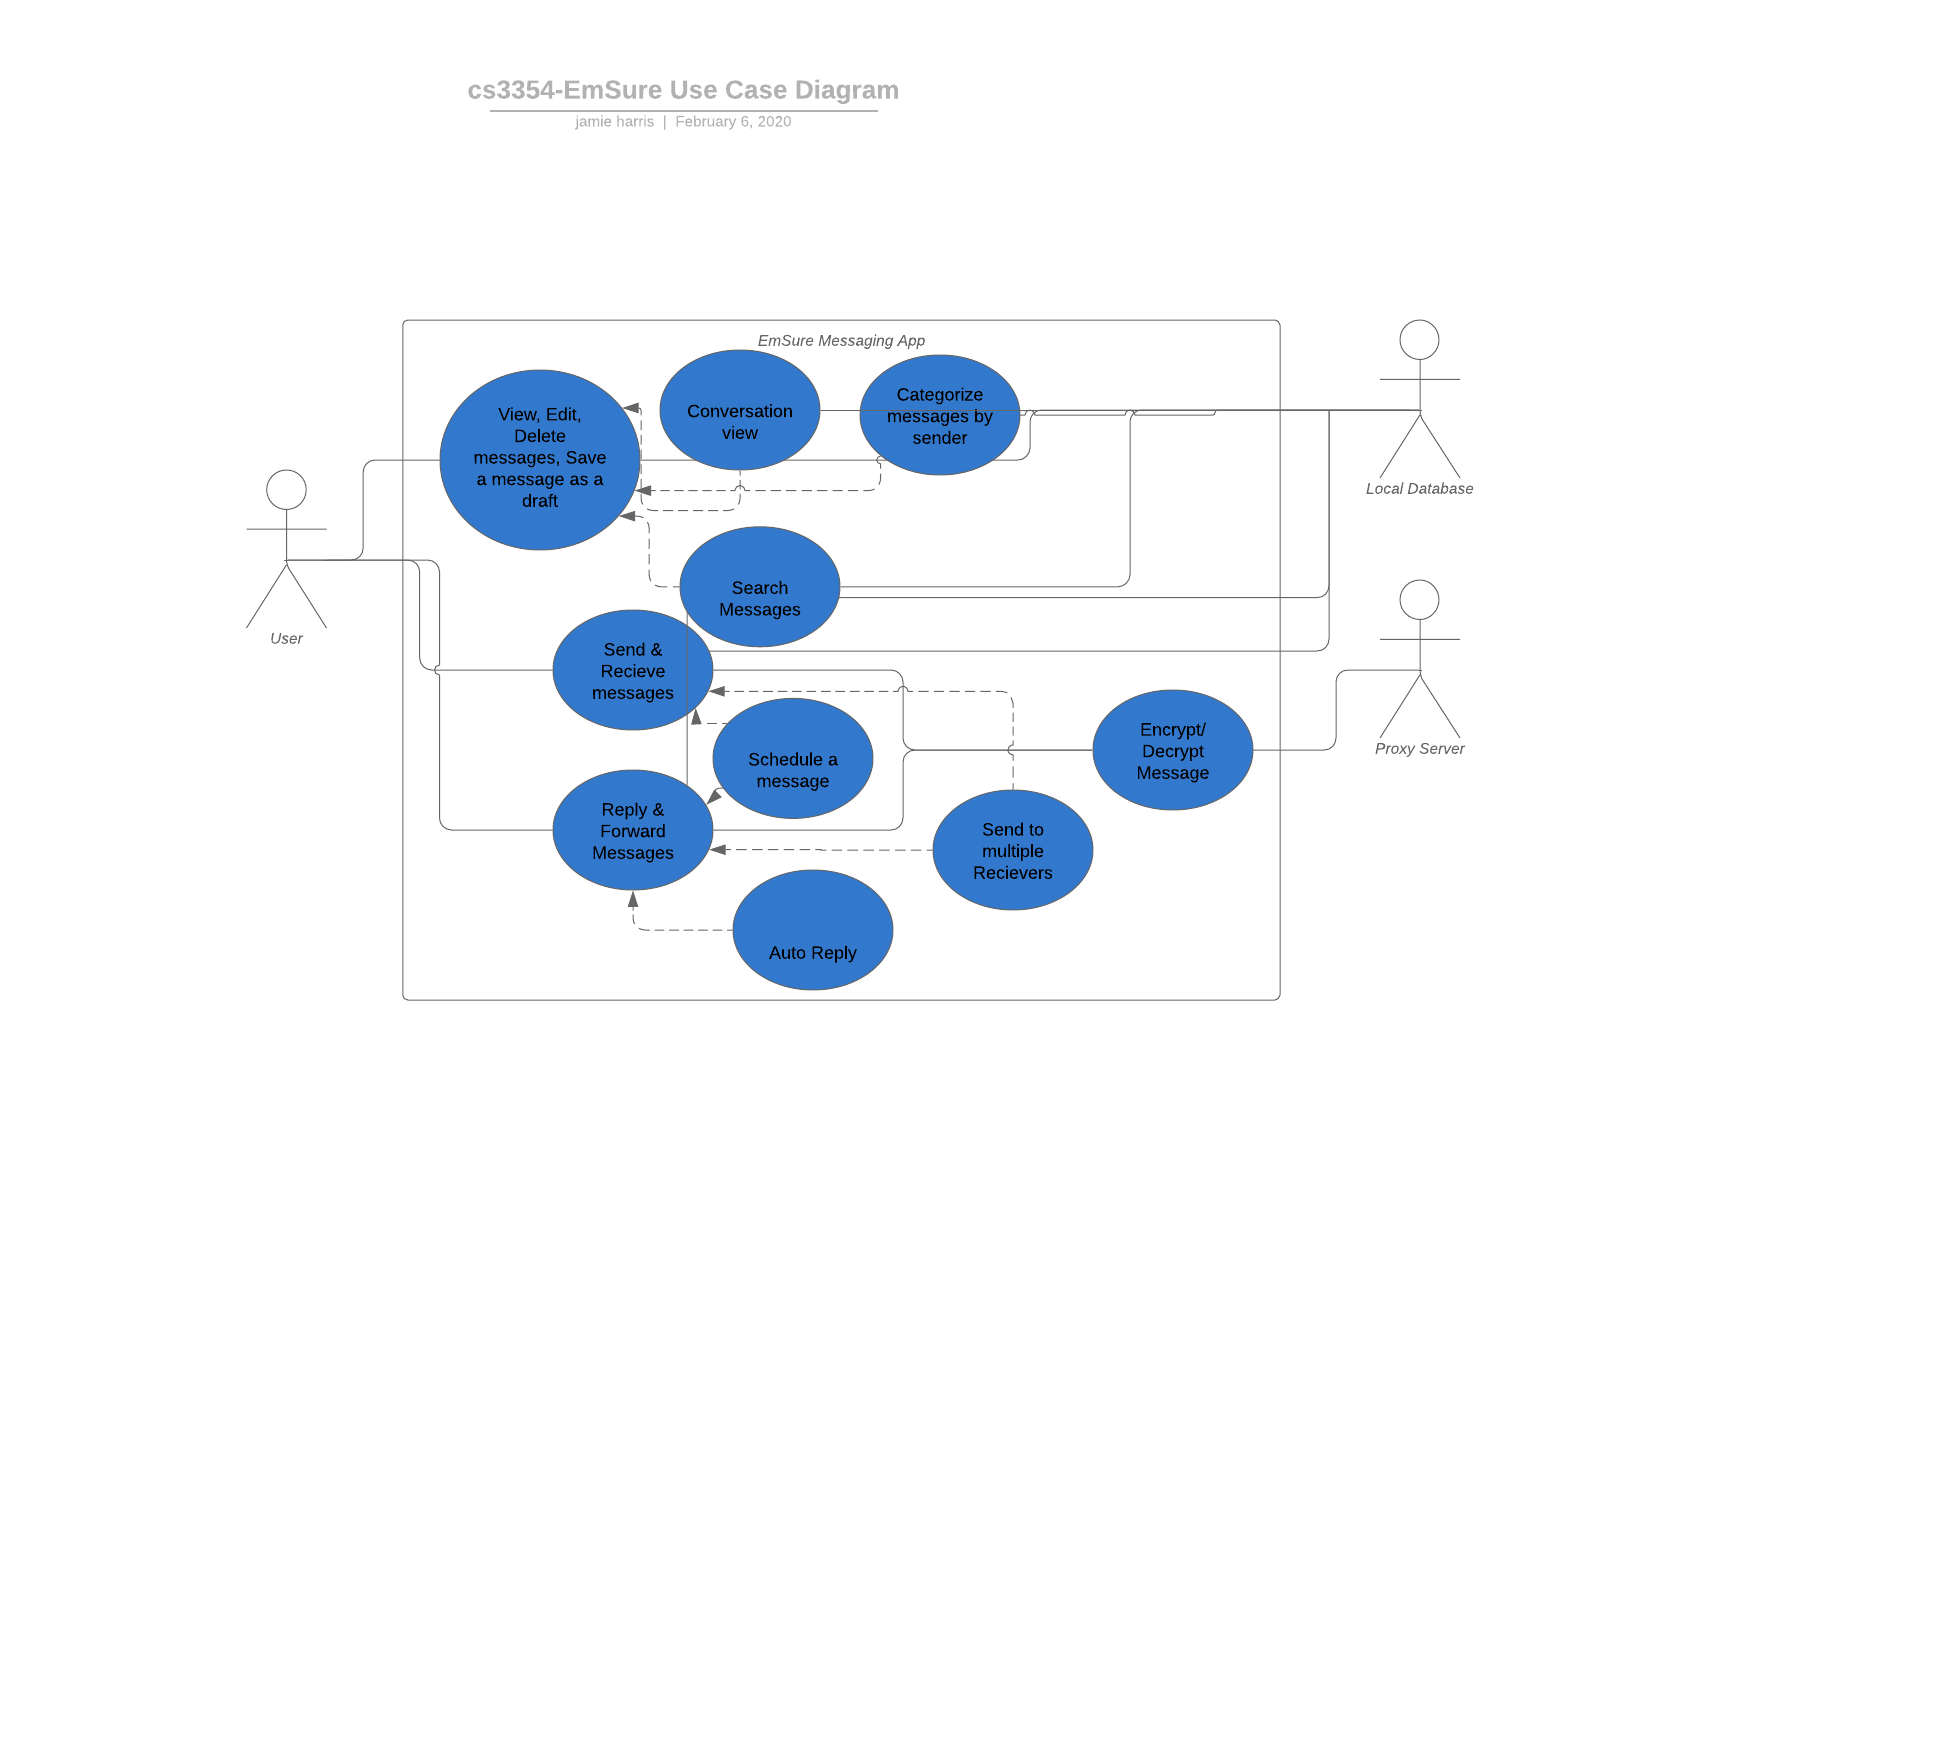 cs3354-EmSure Use Case Diagram
jamie harris | February 6, 2020
EmSure Messaging App
View, Edit,
Delete
messages, Save
a message as a
draft
Conversation
view
Categorize
messages by
sender
Local Database
User
Search
Messages
Send &
Recieve
messages
Proxy Server
Encrypt/
Decrypt
Message
Schedule a
message
Reply &
Forward
Messages
Send to
multiple
Recievers
Auto Reply